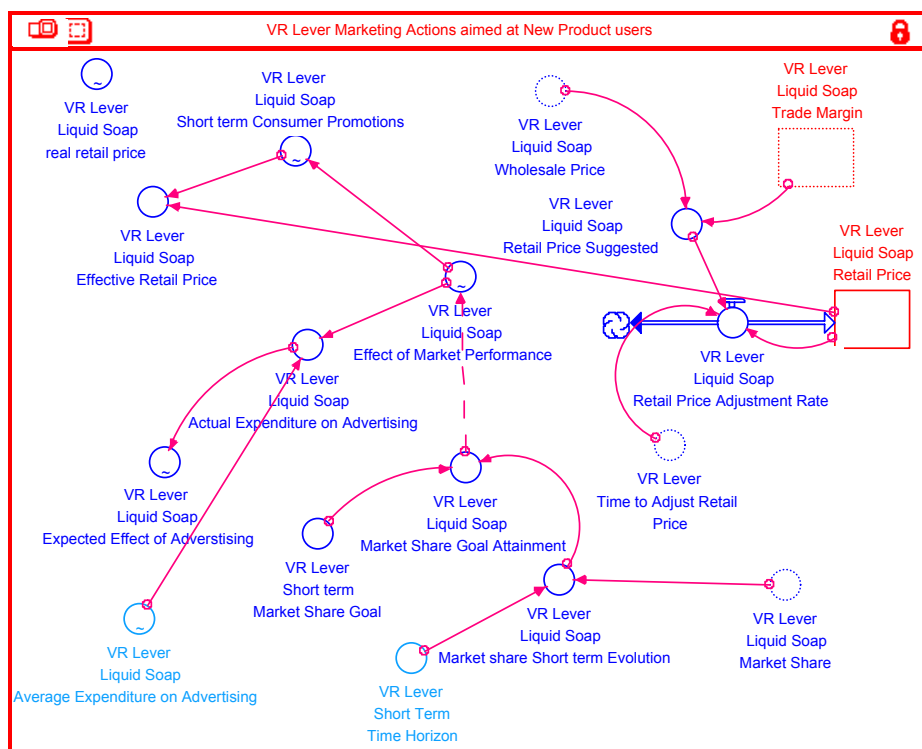 VR Lever Marketing Actions aimed at New Product users
VR Lever
Liquid Soap
real retail price
VR Lever
Liquid Soap
Short term Consumer Promotions
VR Lever
Liquid Soap
Wholesale Price
VR Lever
Liquid Soap
Trade Margin
VR Lever
Liquid Soap
Effective Retail Price
VR Lever
Liquid Soap
Retail Price Suggested
VR Lever
Liquid Soap
Retail Price
VR Lever
Liquid Soap
Effect of Market Performance
VR Lever
Liquid Soap
Retail Price Adjustment Rate
VR Lever
Liquid Soap
Actual Expenditure on Advertising
VR Lever
Time to Adjust Retail
Price
VR Lever
Liquid Soap
Expected Effect of Adverstising
VR Lever
Liquid Soap
Market Share Goal Attainment
VR Lever
Short term
Market Share Goal
VR Lever
Liquid Soap
Market share Short term Evolution
VR Lever
Liquid Soap
Market Share
VR Lever
Liquid Soap
Average Expenditure on Advertising
VR Lever
Short Term
Time Horizon